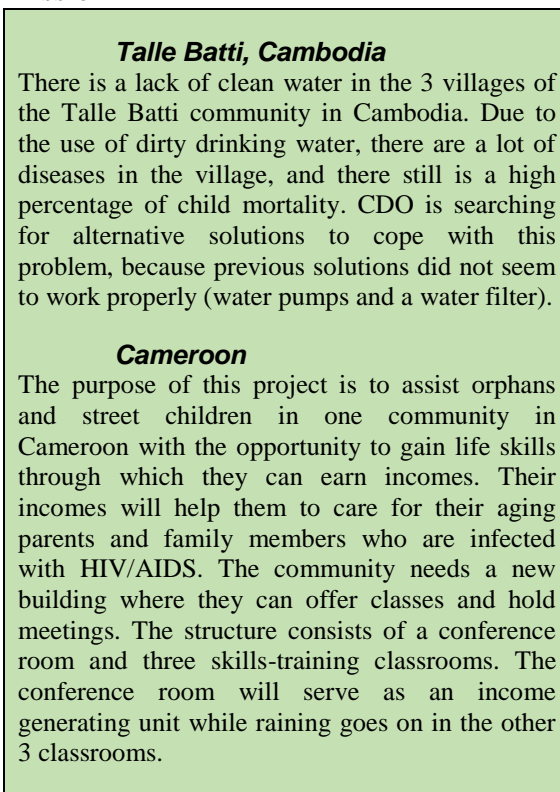 Talle Batti, Cambodia
There is a lack of clean water in the 3 villages of
the Talle Batti community in Cambodia. Due to
the use of dirty drinking water, there are a lot of
diseases in the village, and there still is a high
percentage of child mortality. CDO is searching
for alternative solutions to cope with this
problem, because previous solutions did not seem
to work properly (water pumps and a water filter).
Cameroon
The purpose of this project is to assist orphans
and street children in one community in
Cameroon with the opportunity to gain life skills
through which they can earn incomes. Their
incomes will help them to care for their aging
parents and family members who are infected
with HIV/AIDS. The community needs a new
building where they can offer classes and hold
meetings. The structure consists of a conference
room and three skills-training classrooms. The
conference room will serve as an income
generating unit while raining goes on in the other
3 classrooms.